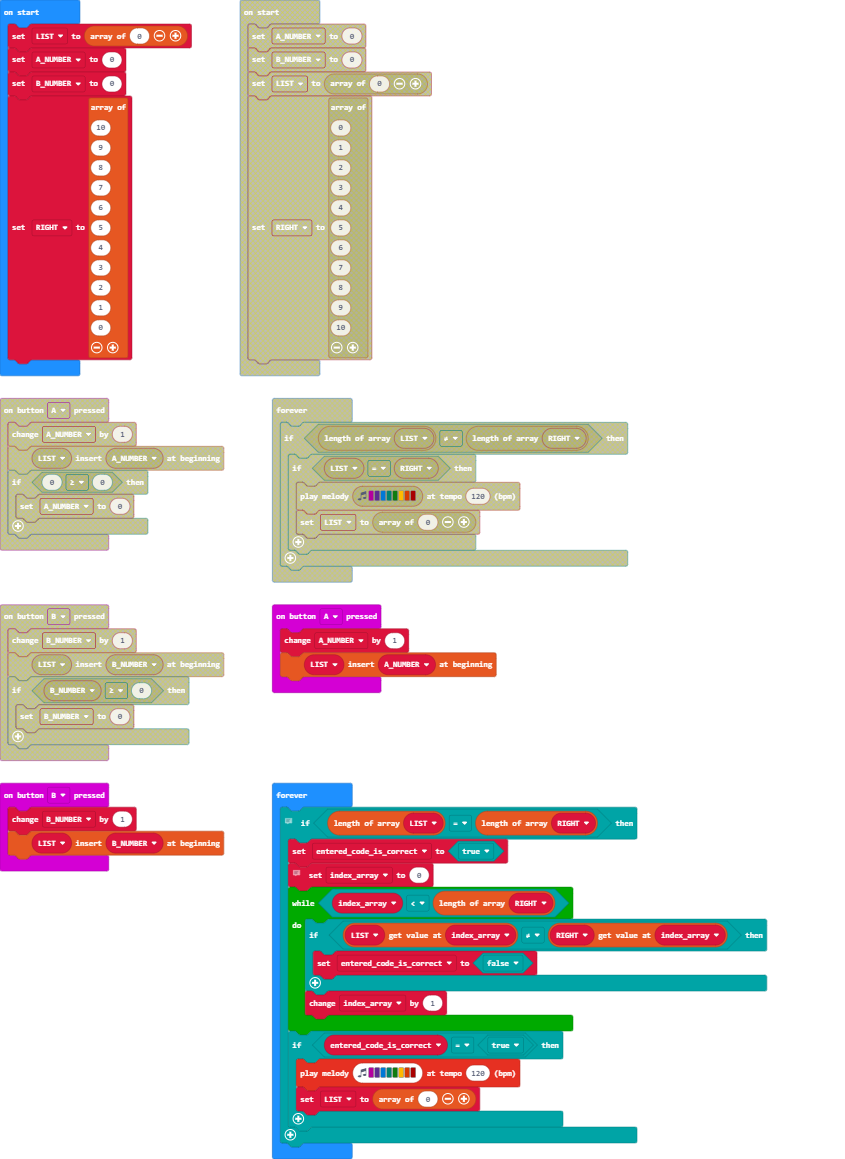 on start
set LIST to array of 0
set A_NUMBER to 0
set B_NUMBER to 0
set RIGHT to array of
10
9
8
7
6
5
4
3
2
1
0
on start
set A_NUMBER to 0
set B_NUMBER to 0
set LIST to array of 0
set RIGHT to array of
0
1
2
3
4
5
6
7
8
9
10
on button A pressed
change A_NUMBER by 1
LIST insert A_NUMBER at beginning
if 0 ≥ 0 then
set A_NUMBER to 0
forever
if length of array LIST ≠ length of array RIGHT then
if LIST = RIGHT then
play melody at tempo 120 (bpm)
set LIST to array of 0
on button B pressed
change B_NUMBER by 1
LIST insert B_NUMBER at beginning
if B_NUMBER ≥ 0 then
set B_NUMBER to 0
on button A pressed
change A_NUMBER by 1
LIST insert A_NUMBER at beginning
on button B pressed
change B_NUMBER by 1
LIST insert B_NUMBER at beginning
forever
if length of array LIST = length of array RIGHT then
set entered_code_is_correct to true
set index_array to 0
while index_array < length of array RIGHT
do
if LIST get value at index_array ≠ RIGHT get value at index_array then
set entered_code_is_correct to false
change index_array by 1
if entered_code_is_correct = true then
play melody at tempo 120 (bpm)
set LIST to array of 0